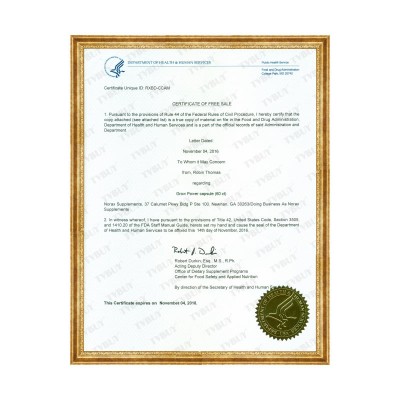 DEPARTMENT OF HEALTH & HUMAN SERVICES
Public Health Service
Food and Drug Administration
College Park, MD 20740
Certificate Unique ID: RXBD-CCAM
CERTIFICATE OF FREE SALE
1. Pursuant to the provisions of Rule 44 of the Federal Rules of Civil Procedure, I hereby certify that the
copy attached (see attached list) is a true copy of material on file in the Food and Drug Administration,
Department of Health and Human Services and is a part of the official records of said Administration and
Department.
Letter Dated:
November 04, 2016
To Whom It May Concern
from, Robin Thomas
regarding
Grow Power capsule (60 ct)
Norax Supplements, 37 Calumet Pkwy Bldg P Ste 100, Newnan, GA 30263/Doing Business As Norax
Supplements.
2. In witness whereof, I have pursuant to the provisions of Title 42, United States Code, Section 3505,
and 1410.20 of the FDA Staff Manual Guide, hereto set my hand and cause the seal of the Department
of Health and Human Services to be affixed this 14th day of November, 2016.
Robert Durkin, Esq., M.S., R.Ph.
Acting Deputy Director
Office of Dietary Supplement Programs
Center for Food Safety and Applied Nutrition
By direction of the Secretary of Health and Human
This Certificate expires on November 04, 2018.